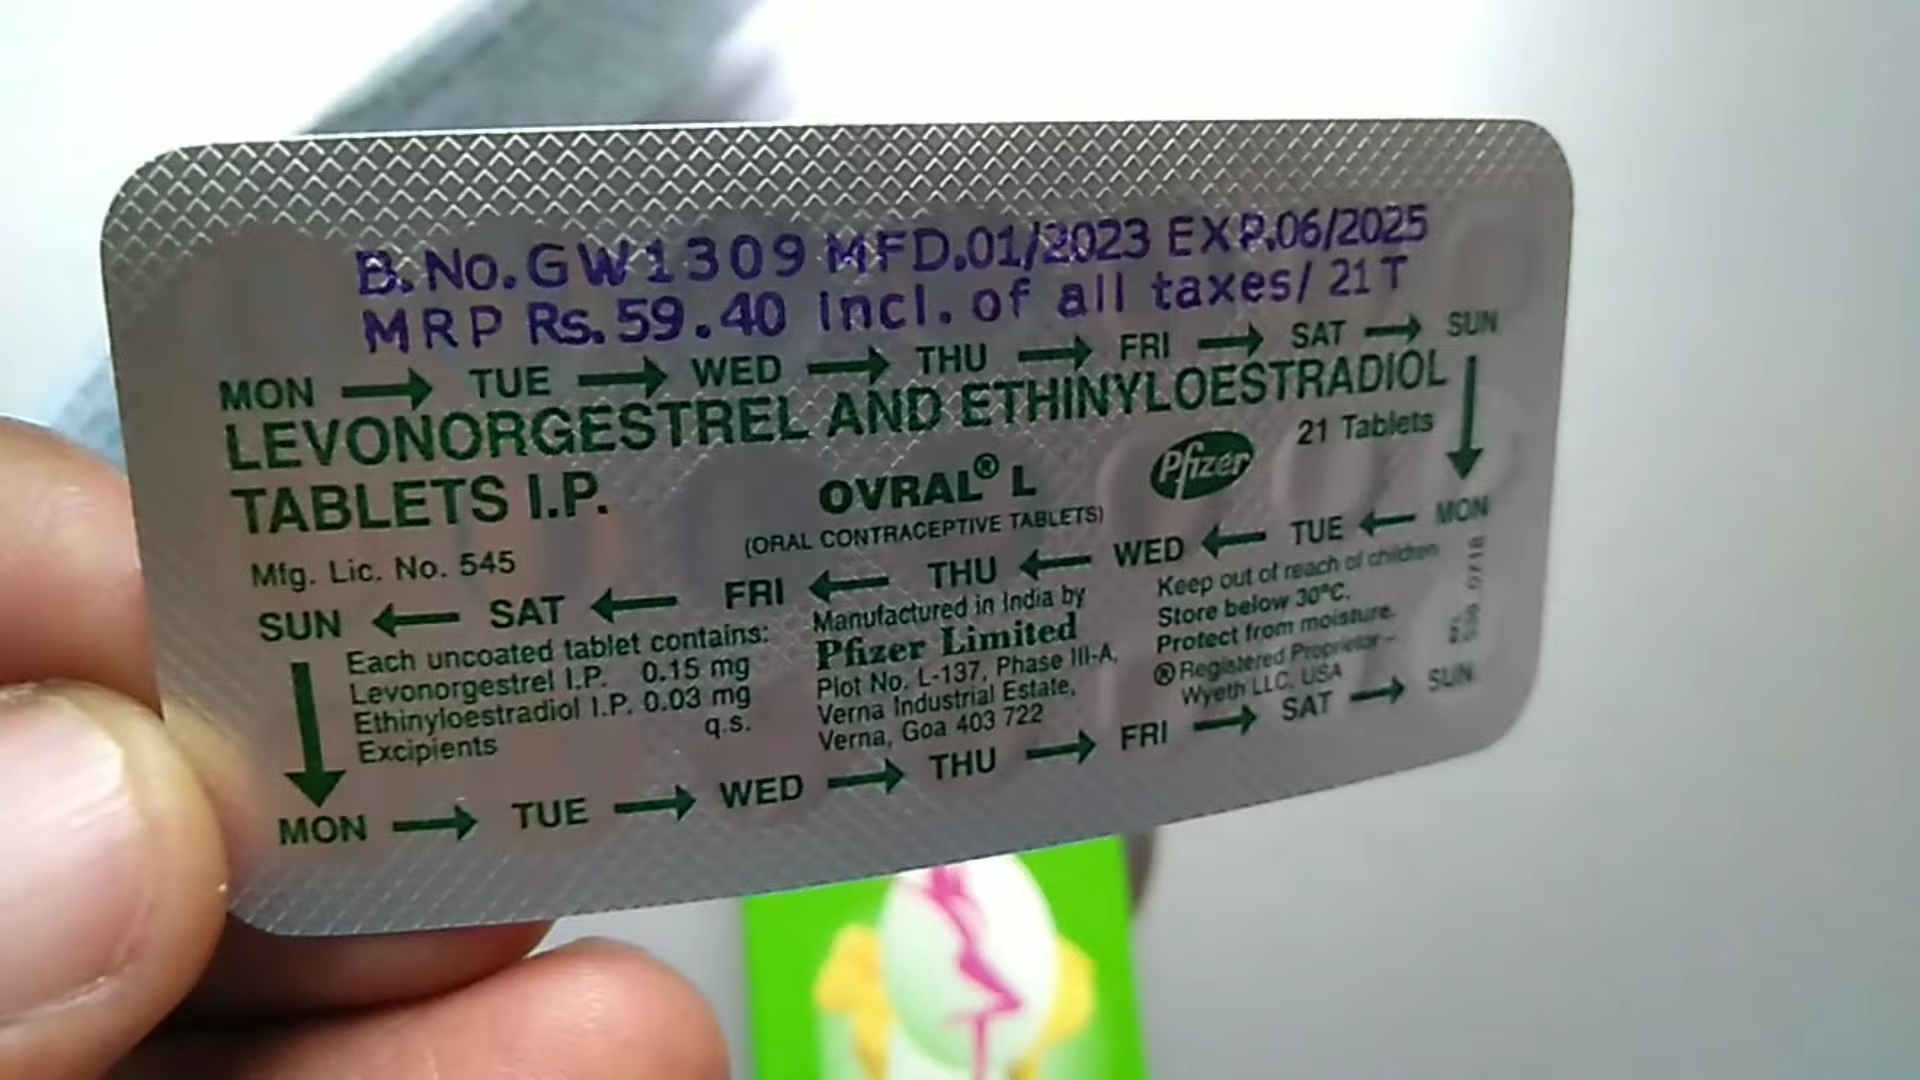 B.No.GW1309 MFD.01/2023 EXP.06/2025
MRP Rs.59.40 incl. of all taxes/ 21T
MON → TUE → WED → THU → FRI → SAT → SUN
LEVONORGESTREL AND ETHINYLOESTRADIOL
TABLETS I.P.
OVRAL® L
(ORAL CONTRACEPTIVE TABLETS)
Pfizer
21 Tablets
Mfg. Lic. No. 545
SUN ← SAT ← FRI ← THU ← WED ← TUE ← MON
Each uncoated tablet contains:
Levonorgestrel I.P. 0.15 mg
Ethinyloestradiol I.P. 0.03 mg
Excipients q.s.
Manufactured in India by
Pfizer Limited
Plot No. L-137, Phase III-A,
Verna Industrial Estate,
Verna, Goa 403 722
Keep out of reach of children
Store below 30°C.
Protect from moisture.
® Registered Proprietor –
Wyeth LLC, USA
MON → TUE → WED → THU → FRI → SAT → SUN